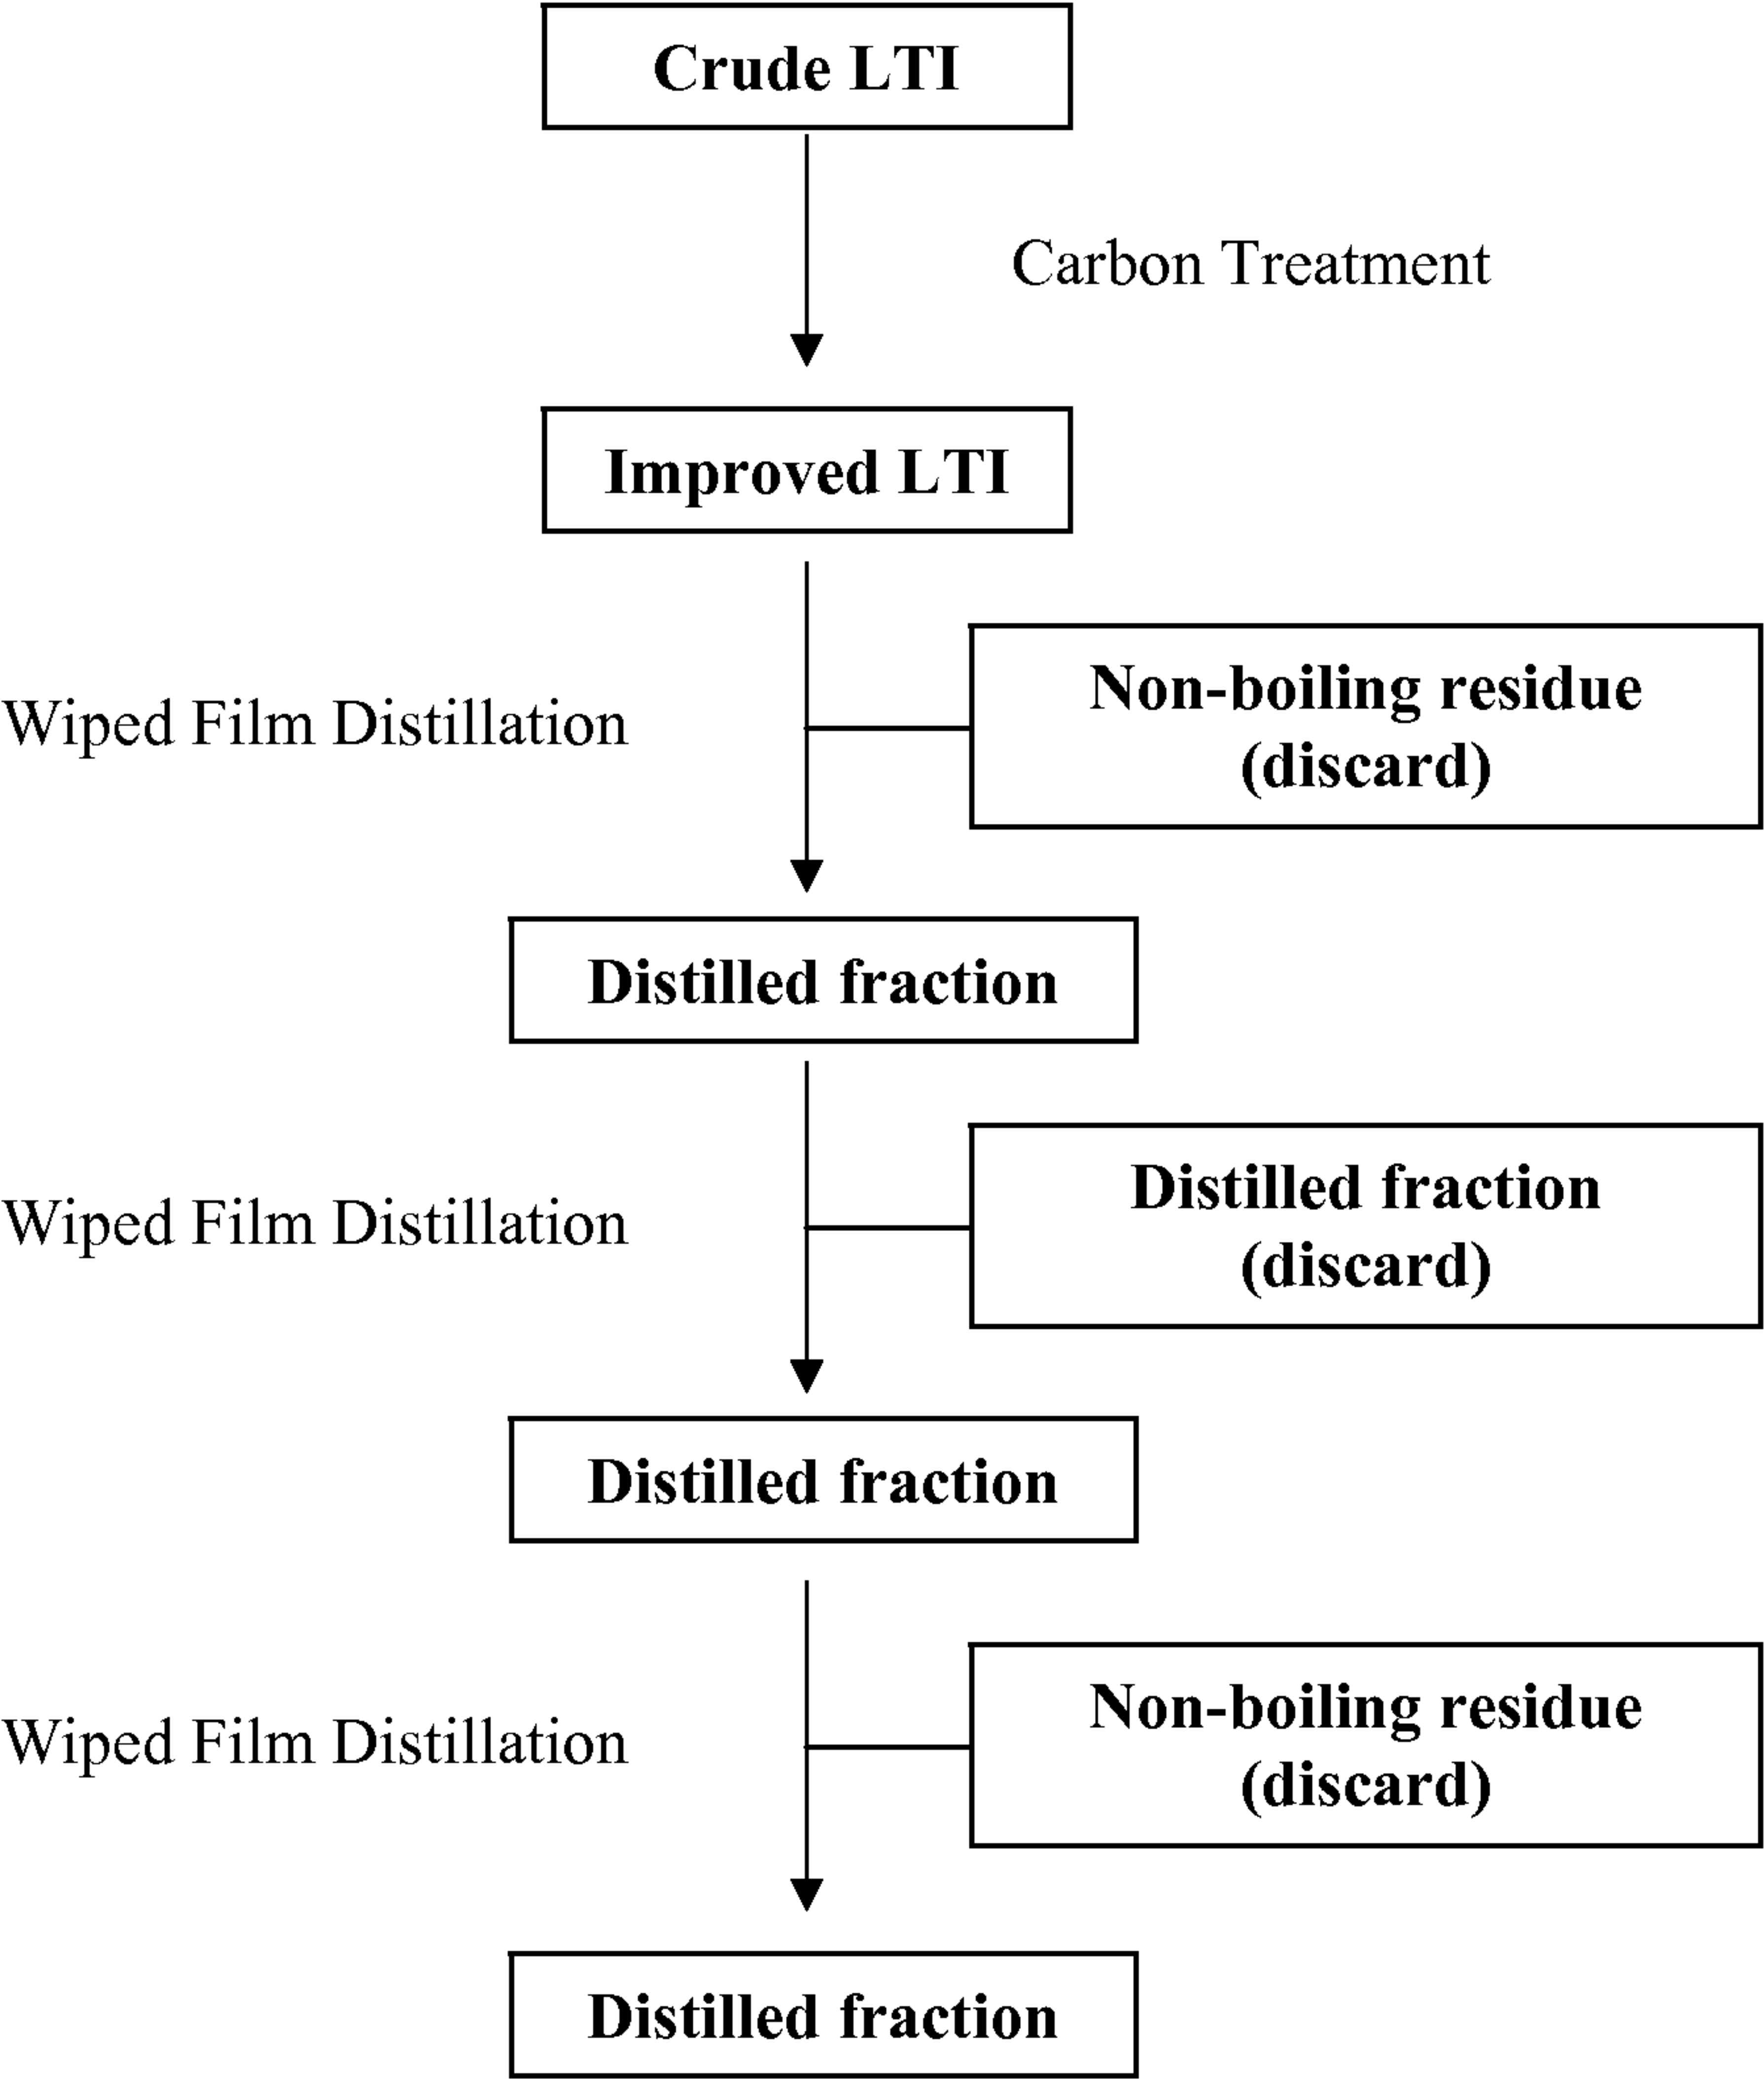 Crude LTI
Carbon Treatment
Improved LTI
Wiped Film Distillation
Non-boiling residue
(discard)
Distilled fraction
Wiped Film Distillation
Distilled fraction
(discard)
Distilled fraction
Wiped Film Distillation
Non-boiling residue
(discard)
Distilled fraction